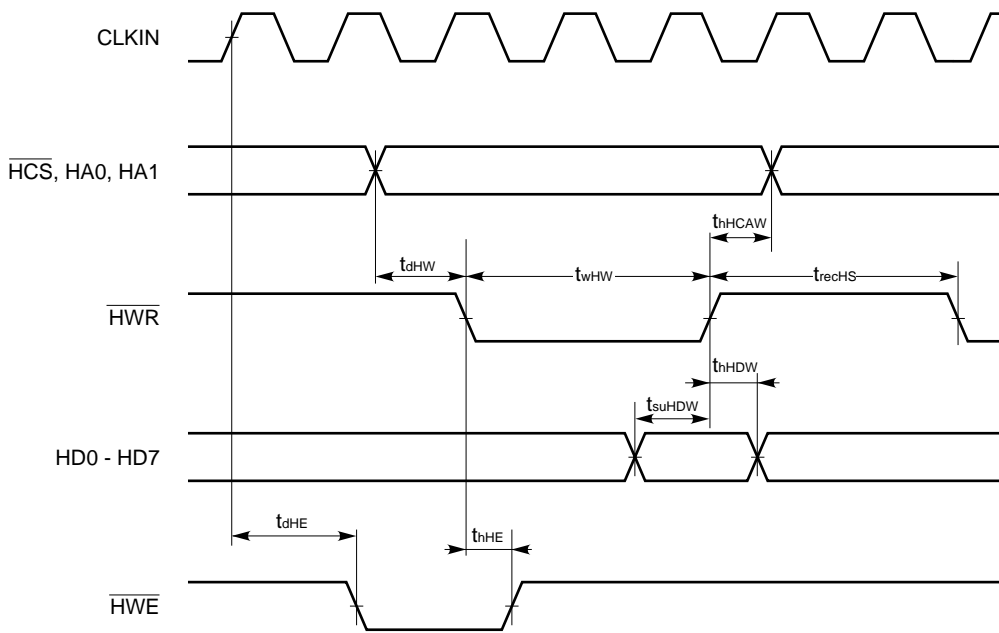 CLKIN
HCS, HA0, HA1
thHCAW
tdHW
twHW
trecHS
HWR
thHDW
tsuHDW
HD0 - HD7
tdHE
thHE
HWE